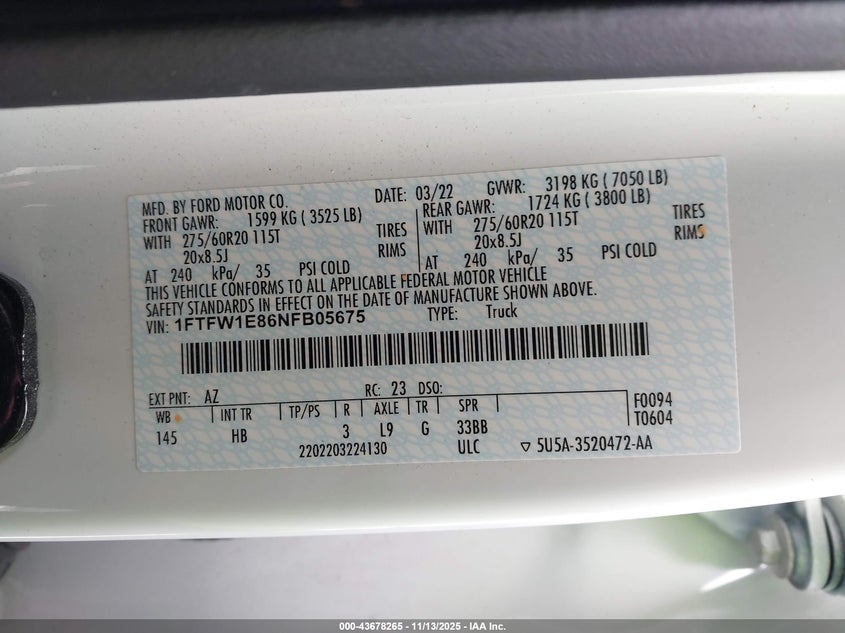 MFD. BY FORD MOTOR CO. DATE: 03/22 GVWR: 3198 KG ( 7050 LB)
FRONT GAWR: 1599 KG ( 3525 LB) REAR GAWR: 1724 KG ( 3800 LB)
WITH 275/60R20 115T TIRES WITH 275/60R20 115T TIRES
20x8.5J RIMS 20x8.5J RIMS
AT 240 kPa/ 35 PSI COLD AT 240 kPa/ 35 PSI COLD
THIS VEHICLE CONFORMS TO ALL APPLICABLE FEDERAL MOTOR VEHICLE
SAFETY STANDARDS IN EFFECT ON THE DATE OF MANUFACTURE SHOWN ABOVE.
VIN: 1FTFW1E86NFB05675 TYPE: Truck
EXT PNT: AZ RC: 23 DSO: F0094
WB INT TR TP/PS R AXLE TR SPR T0604
145 HB 3 L9 G 33BB
2202203224130 ULC ▽ 5U5A-3520472-AA
000-43678265 - 11/13/2025 - IAA Inc.